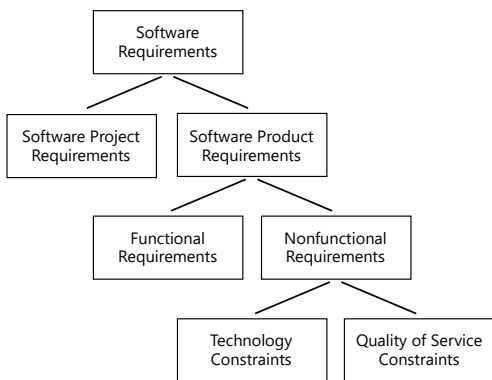 Software
Requirements
Software Project
Requirements
Software Product
Requirements
Functional
Requirements
Nonfunctional
Requirements
Technology
Constraints
Quality of Service
Constraints